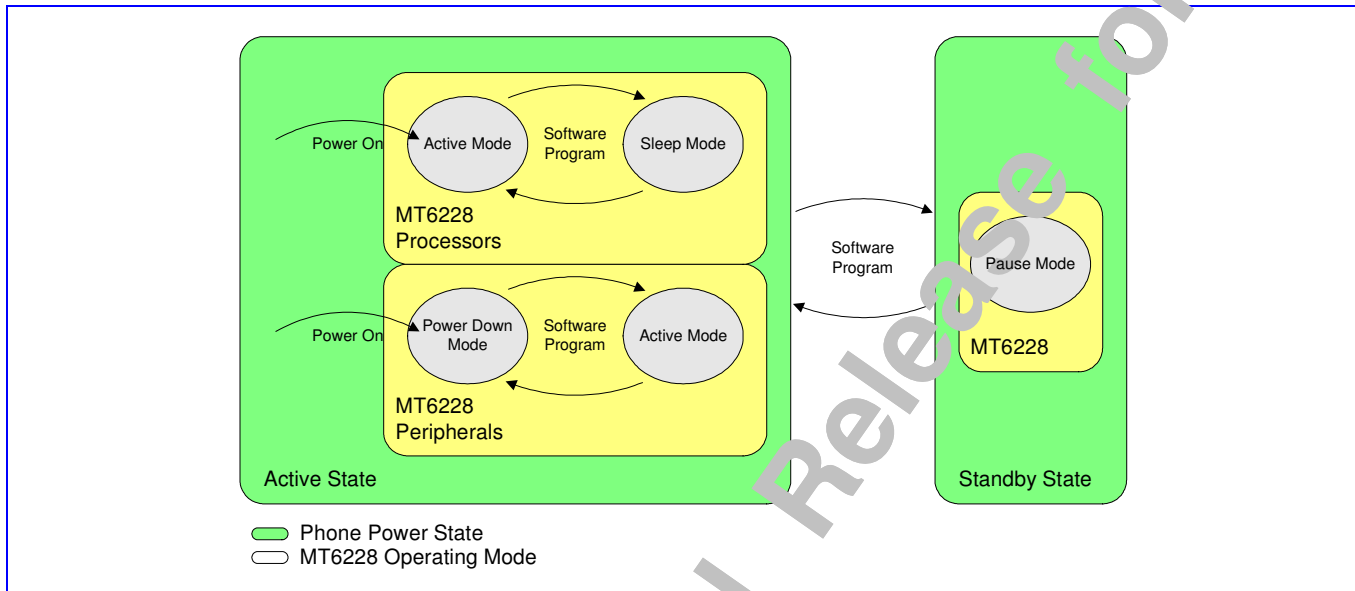 Power On
Active Mode
Software
Program
Sleep Mode
MT6228
Processors
Power On
Power Down
Mode
Software
Program
Active Mode
MT6228
Peripherals
Active State
Software
Program
Pause Mode
MT6228
Standby State
Phone Power State
MT6228 Operating Mode
Release for